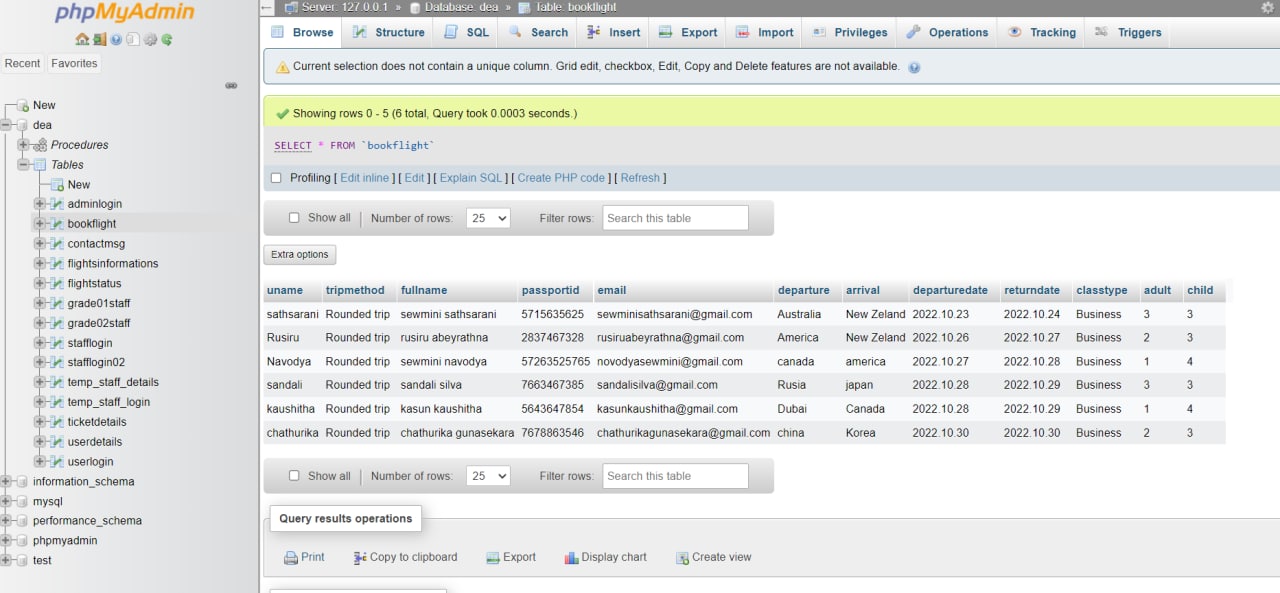 phpMyAdmin
Recent Favorites
New
dea
Procedures
Tables
New
adminlogin
bookflight
contactmsg
flightsinformations
flightstatus
grade01staff
grade02staff
stafflogin
stafflogin02
temp_staff_details
temp_staff_login
ticketdetails
userdetails
userlogin
information_schema
mysql
performance_schema
phpmyadmin
test
Server: 127.0.0.1 » Database: dea » Table: bookflight
Browse Structure SQL Search Insert Export Import Privileges Operations Tracking Triggers
Current selection does not contain a unique column. Grid edit, checkbox, Edit, Copy and Delete features are not available.
Showing rows 0 - 5 (6 total, Query took 0.0003 seconds.)
SELECT * FROM `bookflight`
Profiling [ Edit inline ] [ Edit ] [ Explain SQL ] [ Create PHP code ] [ Refresh ]
Show all | Number of rows: 25 Filter rows: Search this table
Extra options
uname tripmethod fullname passportid email departure arrival departuredate returndate classtype adult child
sathsarani Rounded trip sewmini sathsarani 5715635625 sewminisathsarani@gmail.com Australia New Zeland 2022.10.23 2022.10.24 Business 3 3
Rusiru Rounded trip rusiru abeyrathna 2837467328 rusiruabeyrathna@gmail.com America New Zeland 2022.10.26 2022.10.27 Business 2 3
Navodya Rounded trip sewmini navodya 57263525765 novodyasewmini@gmail.com canada america 2022.10.27 2022.10.28 Business 1 4
sandali Rounded trip sandali silva 7663467385 sandalisilva@gmail.com Rusia japan 2022.10.28 2022.10.29 Business 3 3
kaushitha Rounded trip kasun kaushitha 5643647854 kasunkaushitha@gmail.com Dubai Canada 2022.10.28 2022.10.29 Business 1 4
chathurika Rounded trip chathurika gunasekara 7678863546 chathurikagunasekara@gmail.com china Korea 2022.10.30 2022.10.30 Business 2 3
Show all | Number of rows: 25 Filter rows: Search this table
Query results operations
Print Copy to clipboard Export Display chart Create view